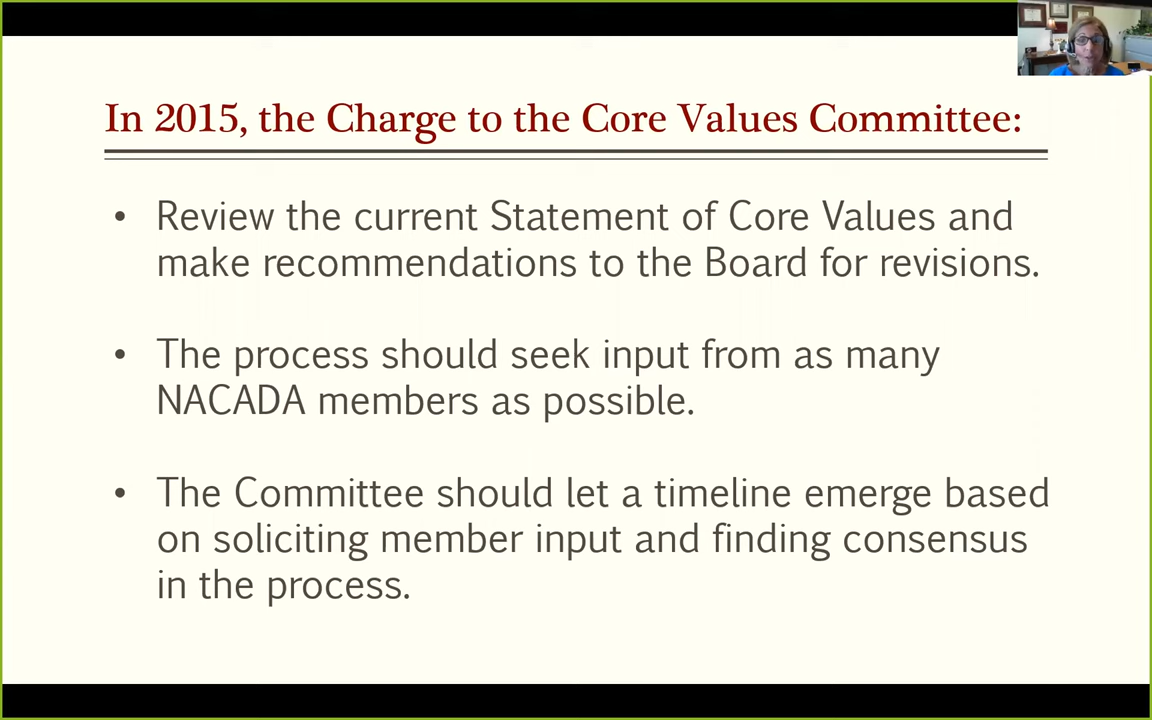 In 2015, the Charge to the Core Values Committee:
• Review the current Statement of Core Values and
make recommendations to the Board for revisions.
• The process should seek input from as many
NACADA members as possible.
• The Committee should let a timeline emerge based
on soliciting member input and finding consensus
in the process.